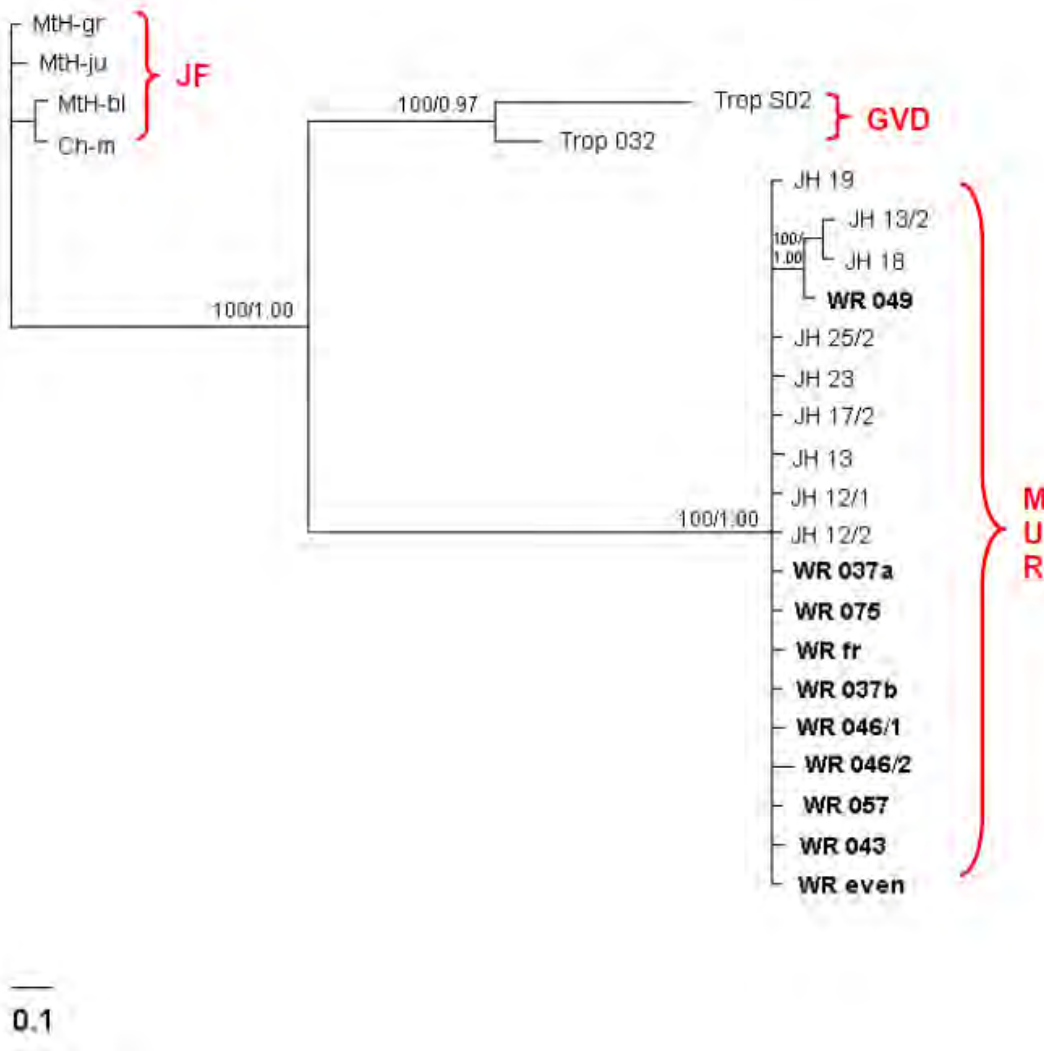 MtH-gr
MtH-ju
JF
MtH-bl
Ch-m
100/0.97
Trop S02
GVD
Trop 032
JH 19
JH 13/2
100/
1.00
JH 18
WR 049
100/1.00
JH 25/2
JH 23
JH 17/2
JH 13
JH 12/1
M
U
R
100/1.00
JH 12/2
WR 037a
WR 075
WR fr
WR 037b
WR 046/1
WR 046/2
WR 057
WR 043
WR even
0.1